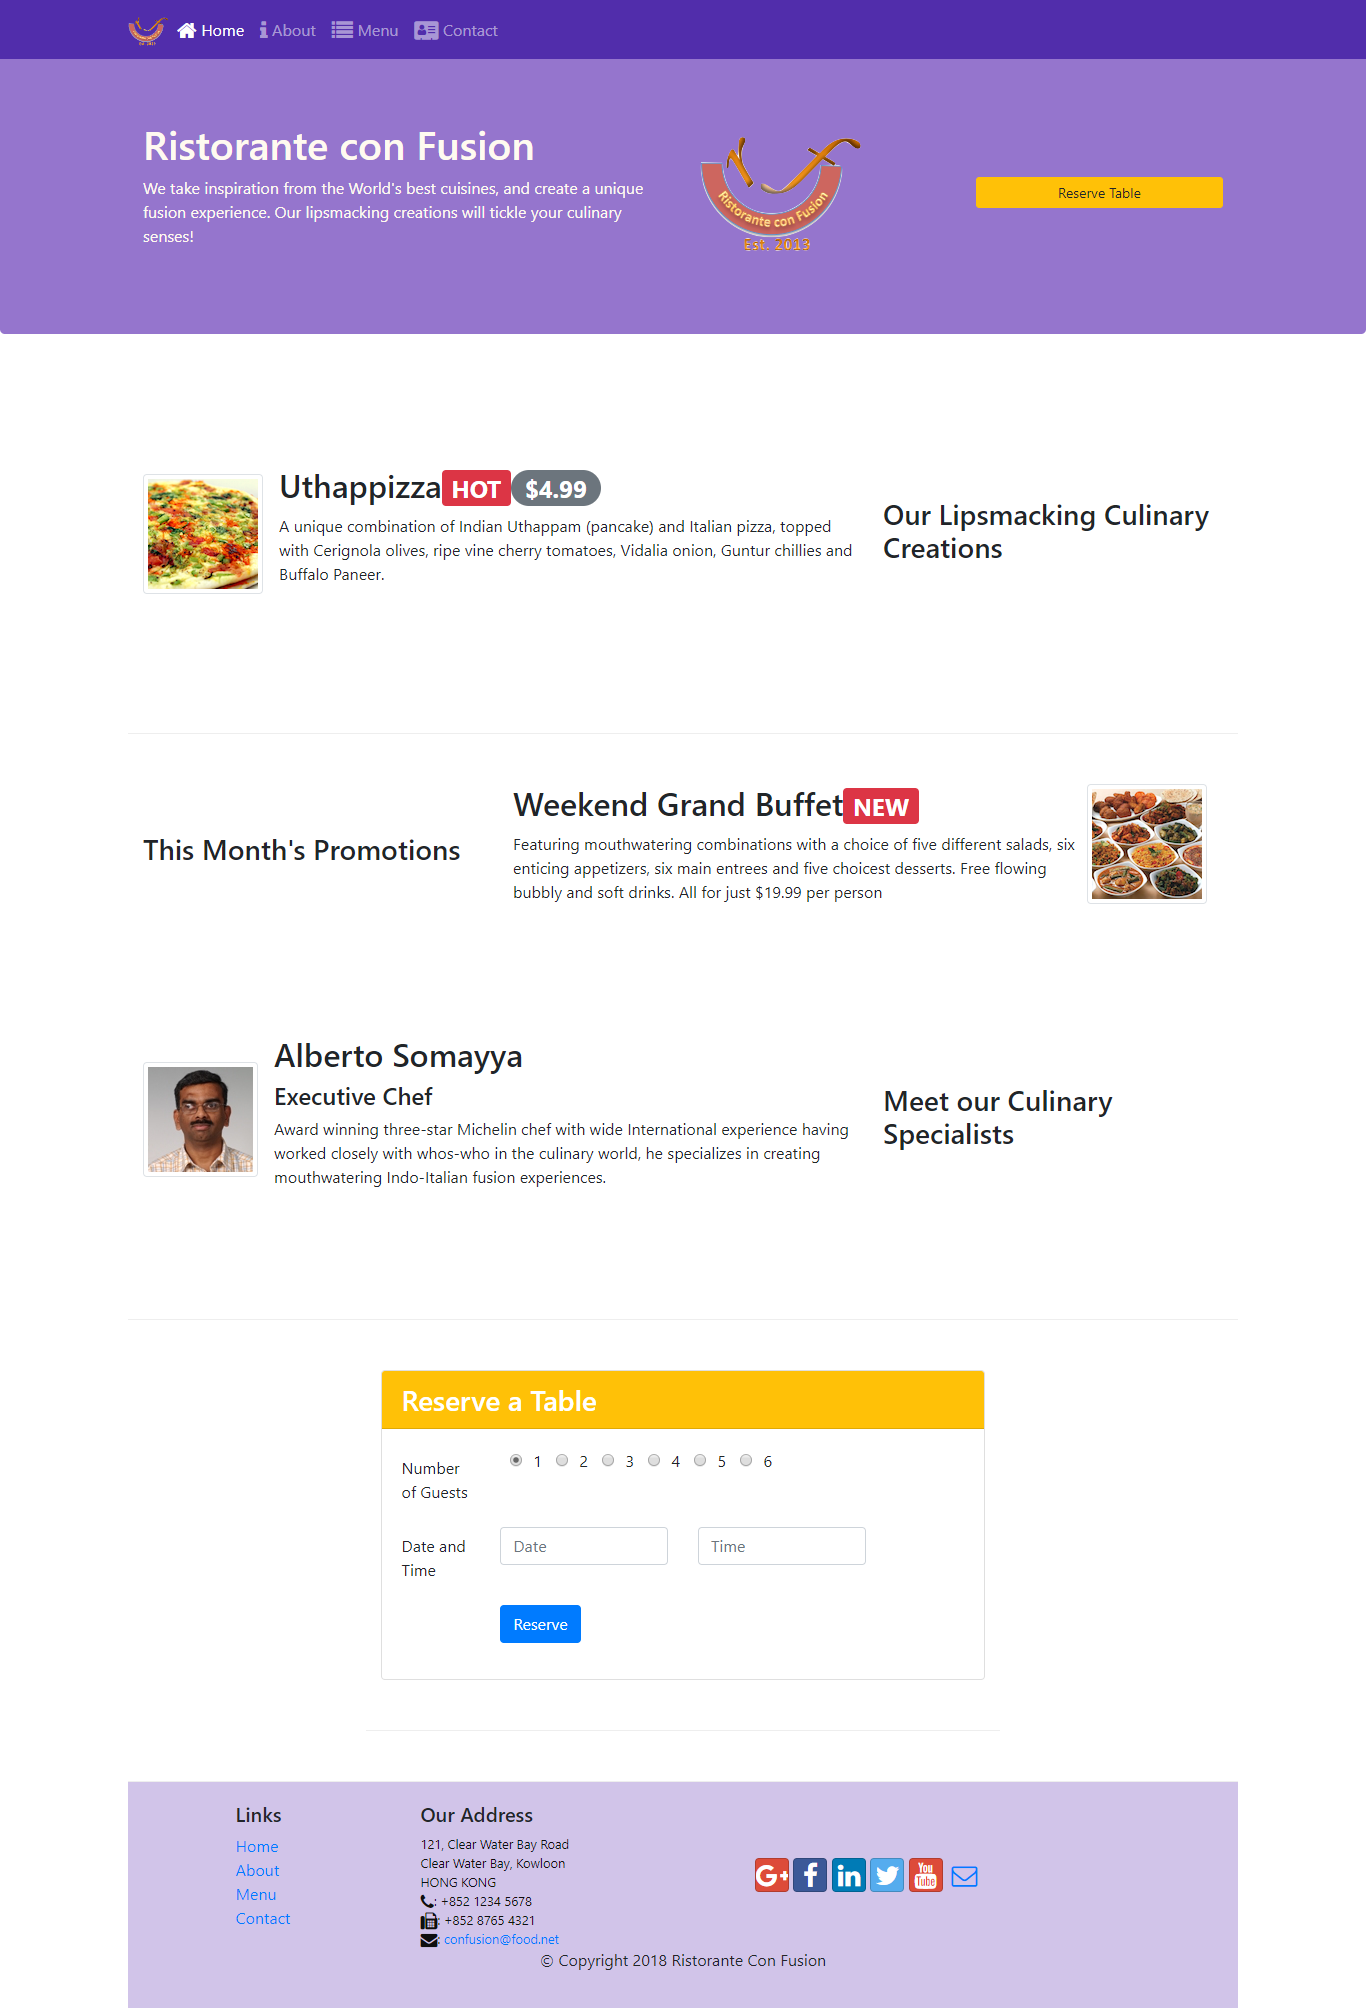 Home About Menu Contact
Ristorante con Fusion
We take inspiration from the World's best cuisines, and create a unique
fusion experience. Our lipsmacking creations will tickle your culinary
senses!
Ristorante con Fusion
Est. 2013
Reserve Table
Uthappizza HOT $4.99
A unique combination of Indian Uthappam (pancake) and Italian pizza, topped
with Cerignola olives, ripe vine cherry tomatoes, Vidalia onion, Guntur chillies and
Buffalo Paneer.
Our Lipsmacking Culinary
Creations
This Month's Promotions
Weekend Grand Buffet NEW
Featuring mouthwatering combinations with a choice of five different salads, six
enticing appetizers, six main entrees and five choicest desserts. Free flowing
bubbly and soft drinks. All for just $19.99 per person
Alberto Somayya
Executive Chef
Award winning three-star Michelin chef with wide International experience having
worked closely with whos-who in the culinary world, he specializes in creating
mouthwatering Indo-Italian fusion experiences.
Meet our Culinary
Specialists
Reserve a Table
Number
of Guests
1 2 3 4 5 6
Date and
Time
Date
Time
Reserve
Links
Home
About
Menu
Contact
Our Address
121, Clear Water Bay Road
Clear Water Bay, Kowloon
HONG KONG
: +852 1234 5678
: +852 8765 4321
: confusion@food.net
G+ f in You Tube
© Copyright 2018 Ristorante Con Fusion